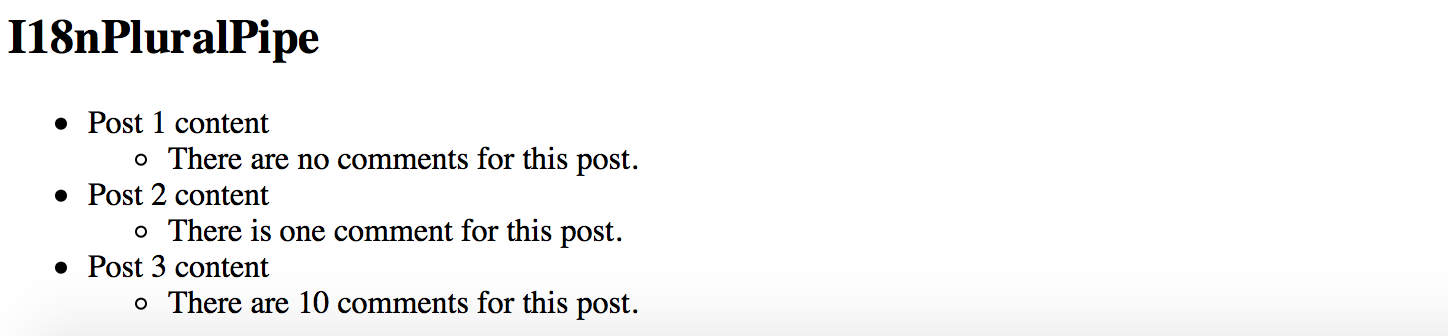 I18nPluralPipe
Post 1 content
There are no comments for this post.
Post 2 content
There is one comment for this post.
Post 3 content
There are 10 comments for this post.